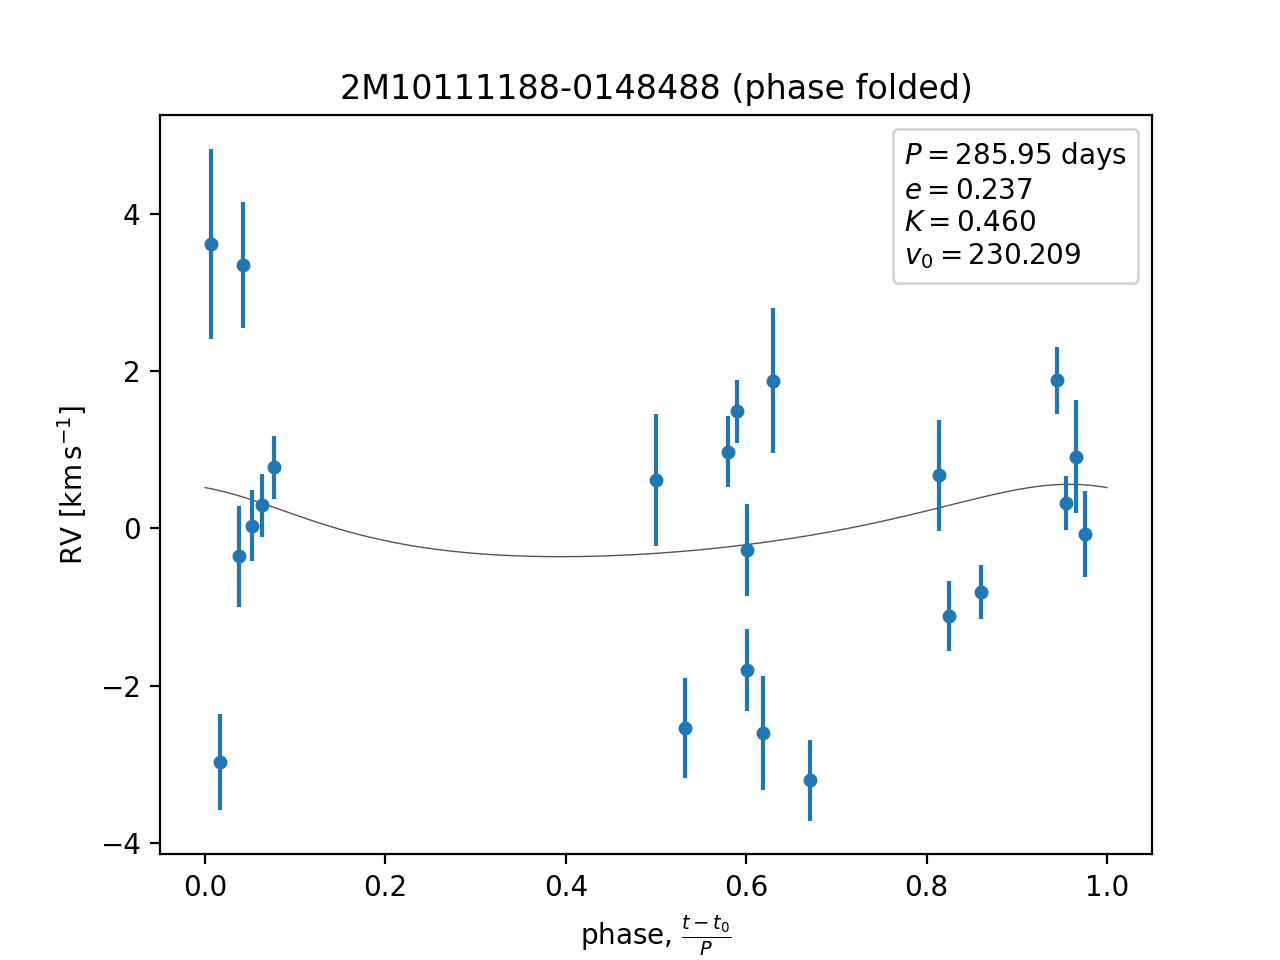 2M10111188-0148488 (phase folded)
P = 285.95 days
e = 0.237
K = 0.460
v₀ = 230.209
4
2
0
−2
−4
RV [km s⁻¹]
0.0 0.2 0.4 0.6 0.8 1.0
phase, (t − t₀)/P